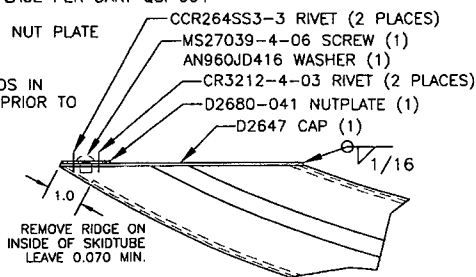 CCR264SS3-3 RIVET (2 PLACES)
NUT PLATE
MS27039-4-06 SCREW (1)
AN960JD416 WASHER (1)
CR3212-4-03 RIVET (2 PLACES)
PRIOR TO
D2680-041 NUTPLATE (1)
D2647 CAP (1)
1/16
1.0
REMOVE RIDGE ON
INSIDE OF SKIDTUBE
LEAVE 0.070 MIN.